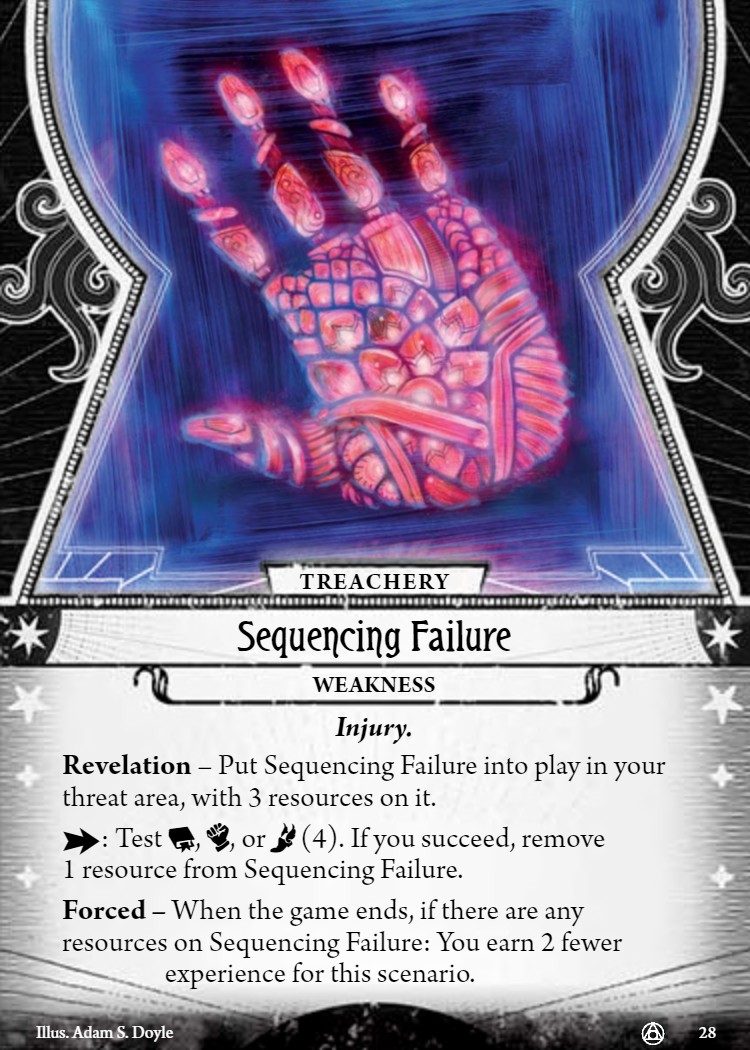 TREACHERY
Sequencing Failure
WEAKNESS
Injury.
Revelation – Put Sequencing Failure into play in your
threat area, with 3 resources on it.
: Test , , or (4). If you succeed, remove
1 resource from Sequencing Failure.
Forced – When the game ends, if there are any
resources on Sequencing Failure: You earn 2 fewer
experience for this scenario.
Illus. Adam S. Doyle
28